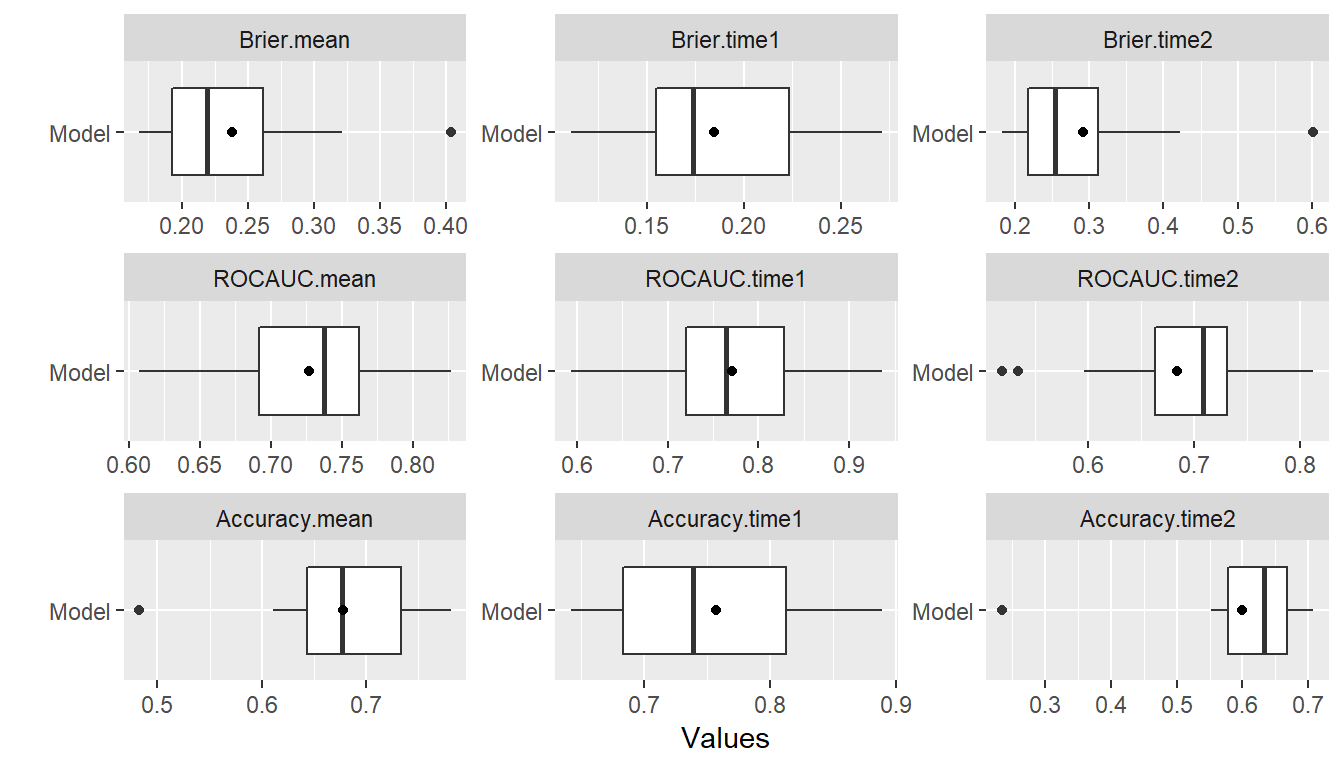 Brier.mean Brier.time1 Brier.time2
Model Model Model
0.20 0.25 0.30 0.35 0.40 0.15 0.20 0.25 0.2 0.3 0.4 0.5 0.6
ROCAUC.mean ROCAUC.time1 ROCAUC.time2
Model Model Model
0.60 0.65 0.70 0.75 0.80 0.6 0.7 0.8 0.9 0.6 0.7 0.8
Accuracy.mean Accuracy.time1 Accuracy.time2
Model Model Model
0.5 0.6 0.7 0.7 0.8 0.9 0.3 0.4 0.5 0.6 0.7
Values